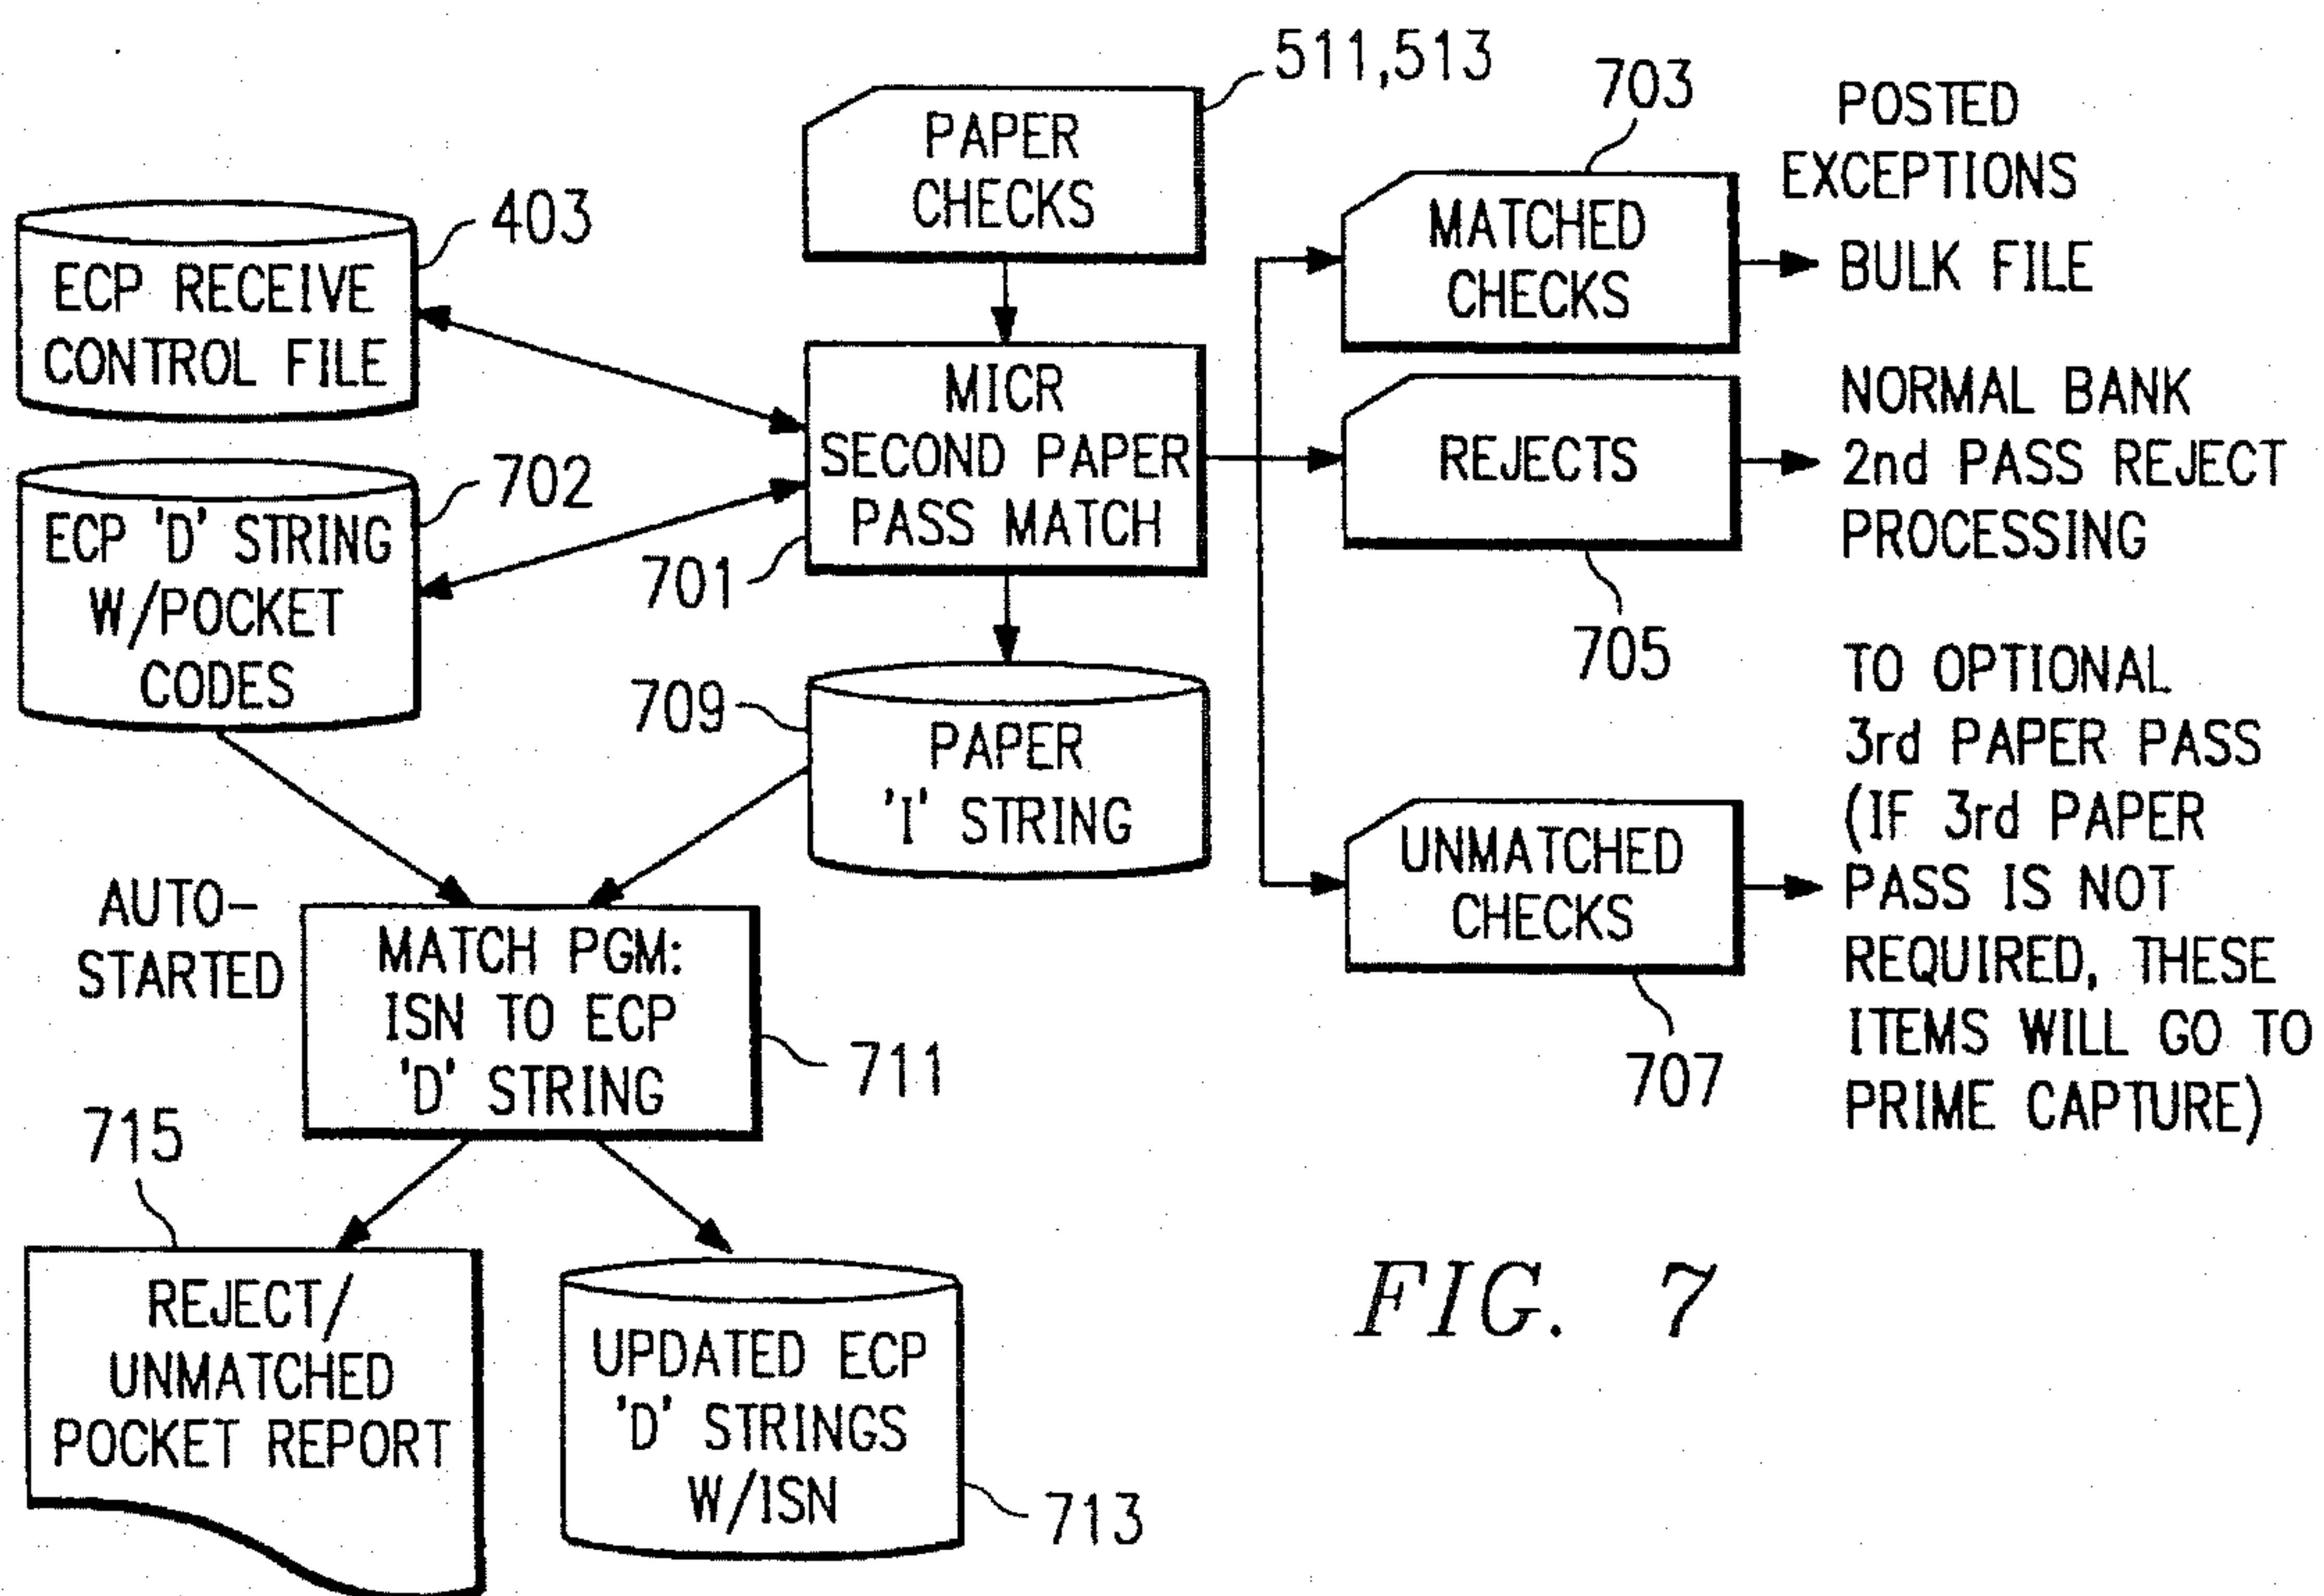 511,513
PAPER
CHECKS
703
POSTED
EXCEPTIONS
BULK FILE
MATCHED
CHECKS
403
ECP RECEIVE
CONTROL FILE
MICR
SECOND PAPER
PASS MATCH
701
REJECTS
705
NORMAL BANK
2nd PASS REJECT
PROCESSING
702
ECP 'D' STRING
W/POCKET
CODES
709
PAPER
'I' STRING
UNMATCHED
CHECKS
707
TO OPTIONAL
3rd PAPER PASS
(IF 3rd PAPER
PASS IS NOT
REQUIRED, THESE
ITEMS WILL GO TO
PRIME CAPTURE)
AUTO-
STARTED
MATCH PGM:
ISN TO ECP
'D' STRING
711
715
REJECT/
UNMATCHED
POCKET REPORT
UPDATED ECP
'D' STRINGS
W/ISN
713
FIG. 7